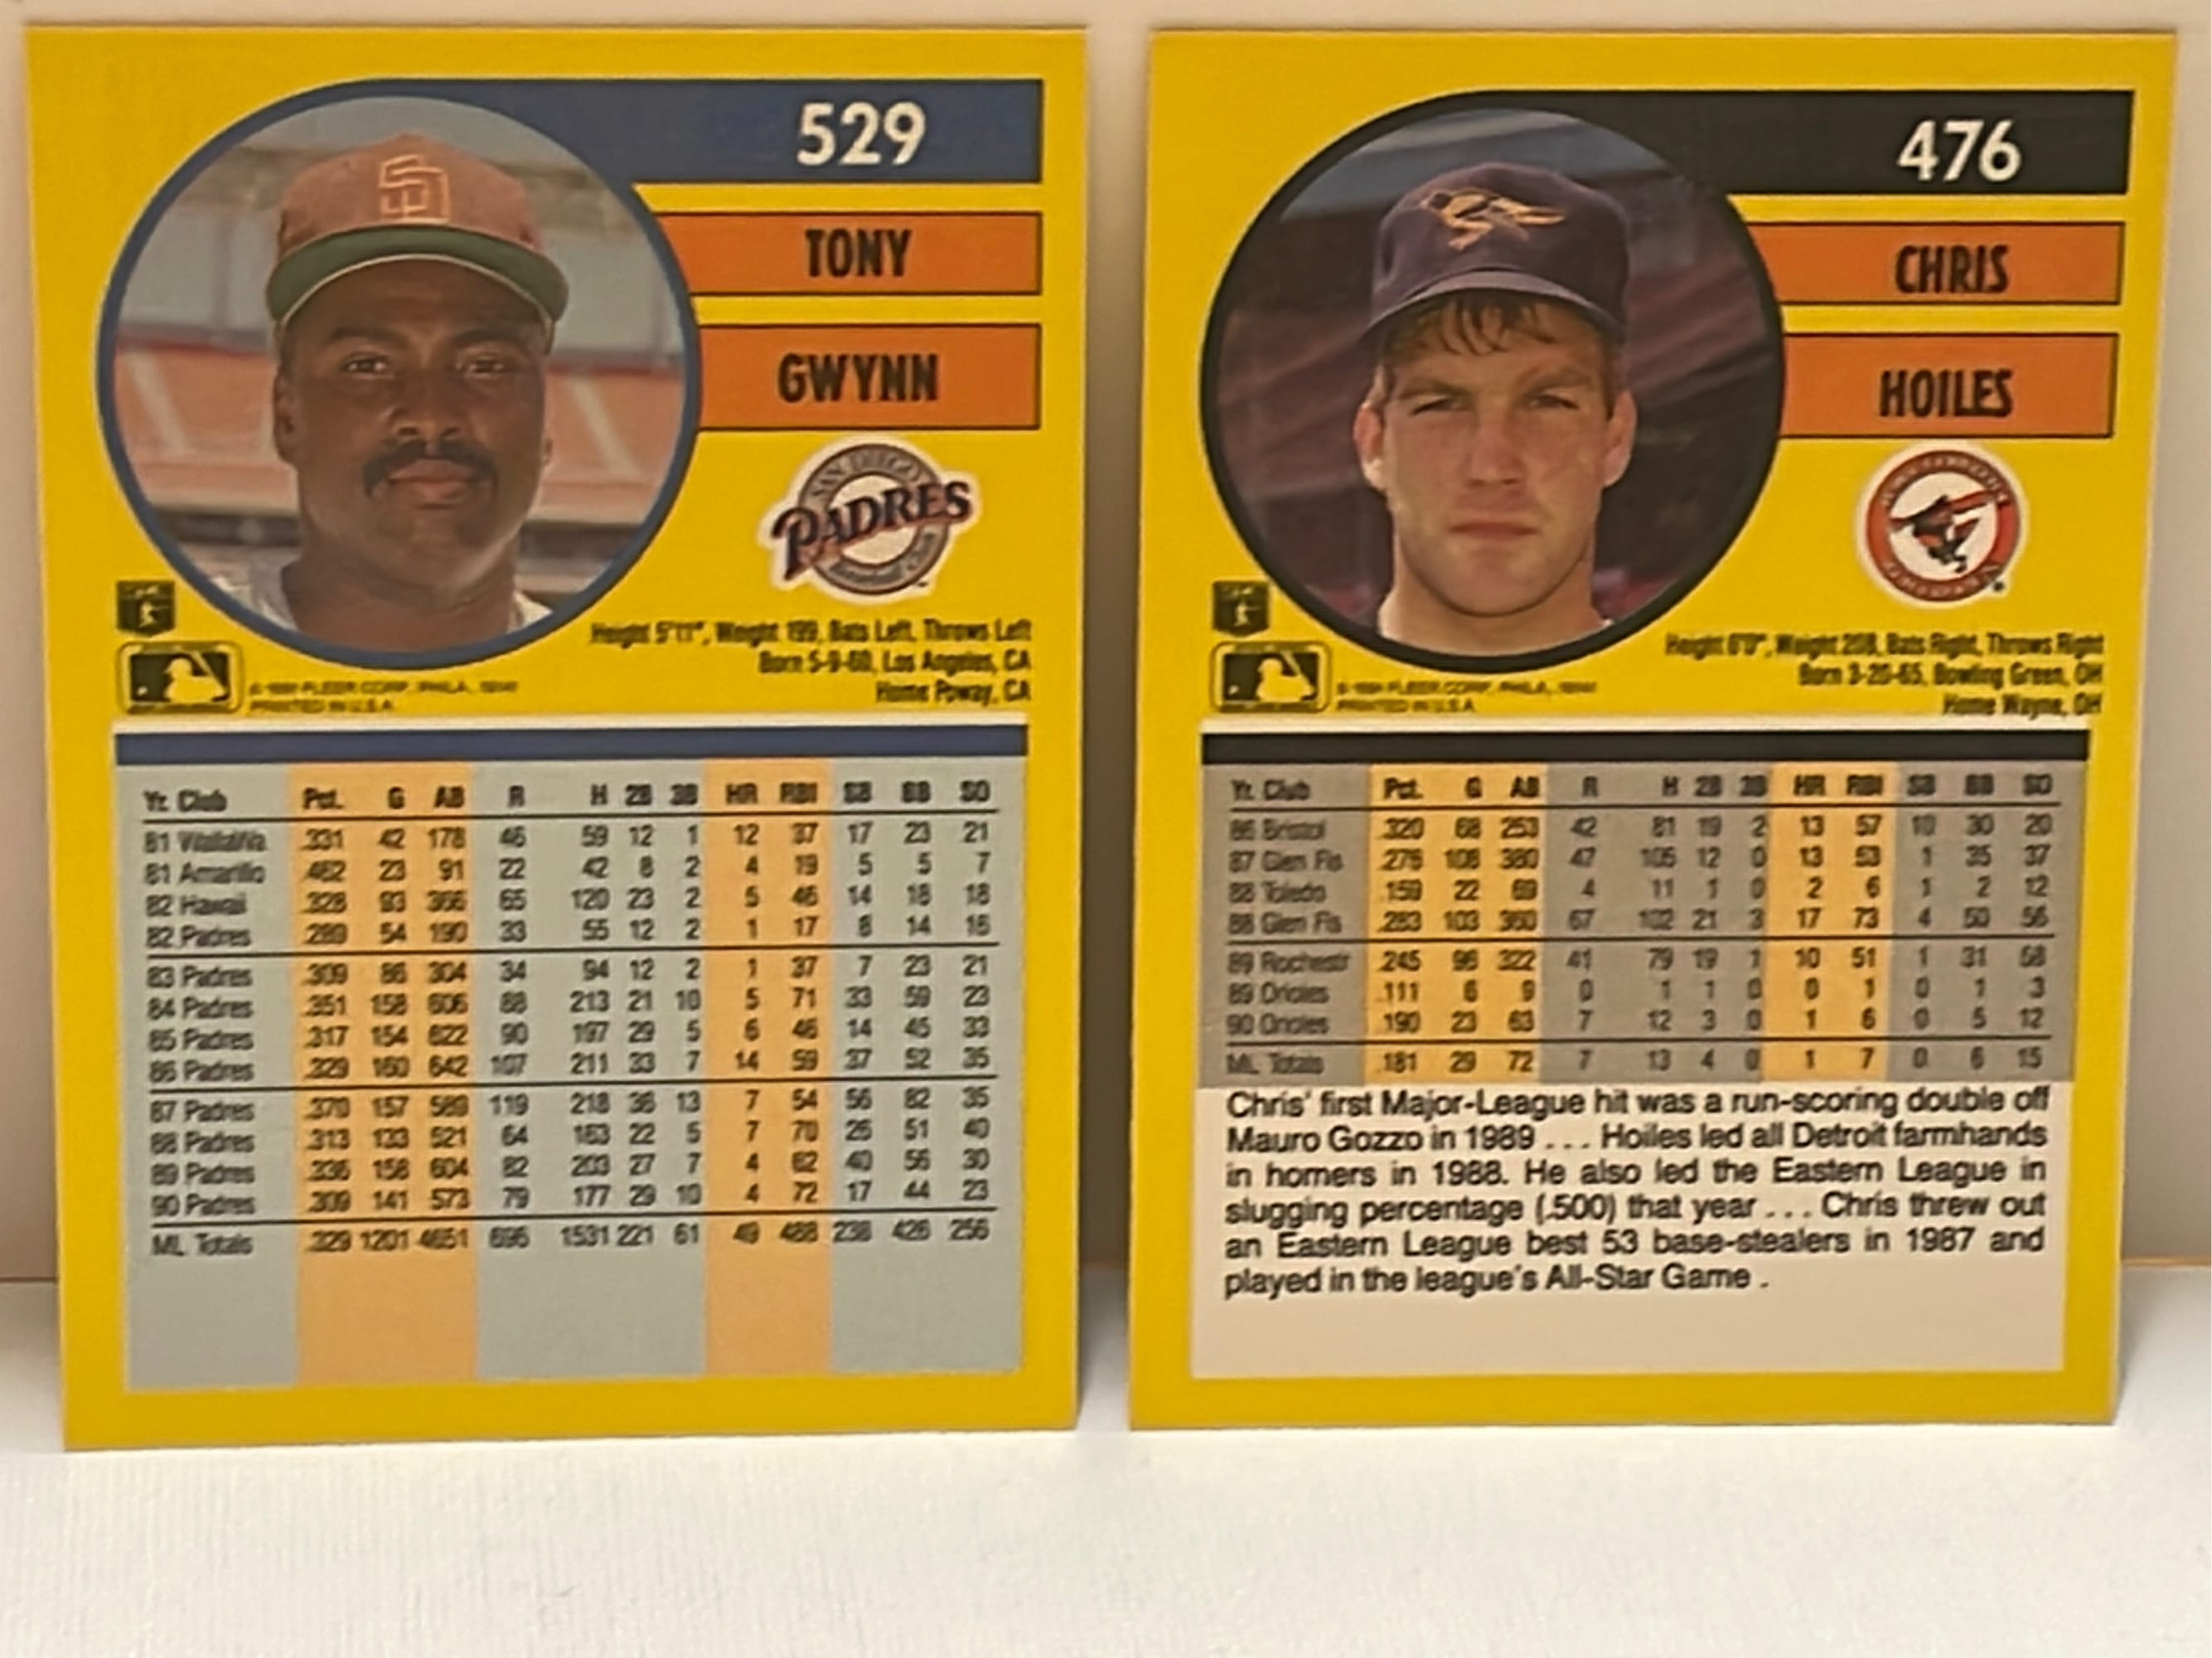 529
TONY
GWYNN
SD
SAN DIEGO
PADRES
Height 5'11", Weight 199, Bats Left, Throws Left
Born 5-9-60, Los Angeles, CA
Home Poway, CA
FLEER CORP., PHILA.,
PRINTED IN U.S.A.
Yr. Club Pct. G AB R H 2B 3B HR RBI SB BB SO
81 WallaWa .331 42 178 46 59 12 1 12 37 17 23 21
81 Amarillo .462 23 91 22 42 8 2 4 19 5 5 7
82 Hawaii .328 93 366 65 120 23 2 5 46 14 18 18
82 Padres .289 54 190 33 55 12 2 1 17 8 14 16
83 Padres .309 86 304 34 94 12 2 1 37 7 23 21
84 Padres .351 158 606 88 213 21 10 5 71 33 59 23
85 Padres .317 154 622 90 197 29 5 6 46 14 45 33
86 Padres .329 160 642 107 211 33 7 14 59 37 52 35
87 Padres .370 157 589 119 218 36 13 7 54 56 82 35
88 Padres .313 133 521 64 163 22 5 7 70 26 51 40
89 Padres .336 158 604 82 203 27 7 4 62 40 56 30
90 Padres .309 141 573 79 177 29 10 4 72 17 44 23
ML Totals .329 1201 4651 696 1531 221 61 49 488 238 426 256
476
CHRIS
HOILES
Height 6'0", Weight 208, Bats Right, Throws Right
Born 3-20-65, Bowling Green, OH
Home Wayne, OH
FLEER CORP., PHILA.,
PRINTED IN U.S.A.
Yr. Club Pct. G AB R H 2B 3B HR RBI SB BB SO
86 Bristol .320 68 253 42 81 19 2 13 57 10 30 20
87 Glen Fls .276 108 380 47 105 12 0 13 53 1 35 37
88 Toledo .159 22 69 4 11 1 0 2 6 1 2 12
88 Glen Fls .283 103 360 67 102 21 3 17 73 4 50 56
89 Rochestr .245 96 322 41 79 19 1 10 51 1 31 58
89 Orioles .111 6 9 0 1 1 0 0 1 0 1 3
90 Orioles .190 23 63 7 12 3 0 1 6 0 5 12
ML Totals .181 29 72 7 13 4 0 1 7 0 6 15
Chris' first Major-League hit was a run-scoring double off
Mauro Gozzo in 1989 . . . Hoiles led all Detroit farmhands
in homers in 1988. He also led the Eastern League in
slugging percentage (.500) that year . . . Chris threw out
an Eastern League best 53 base-stealers in 1987 and
played in the league's All-Star Game .